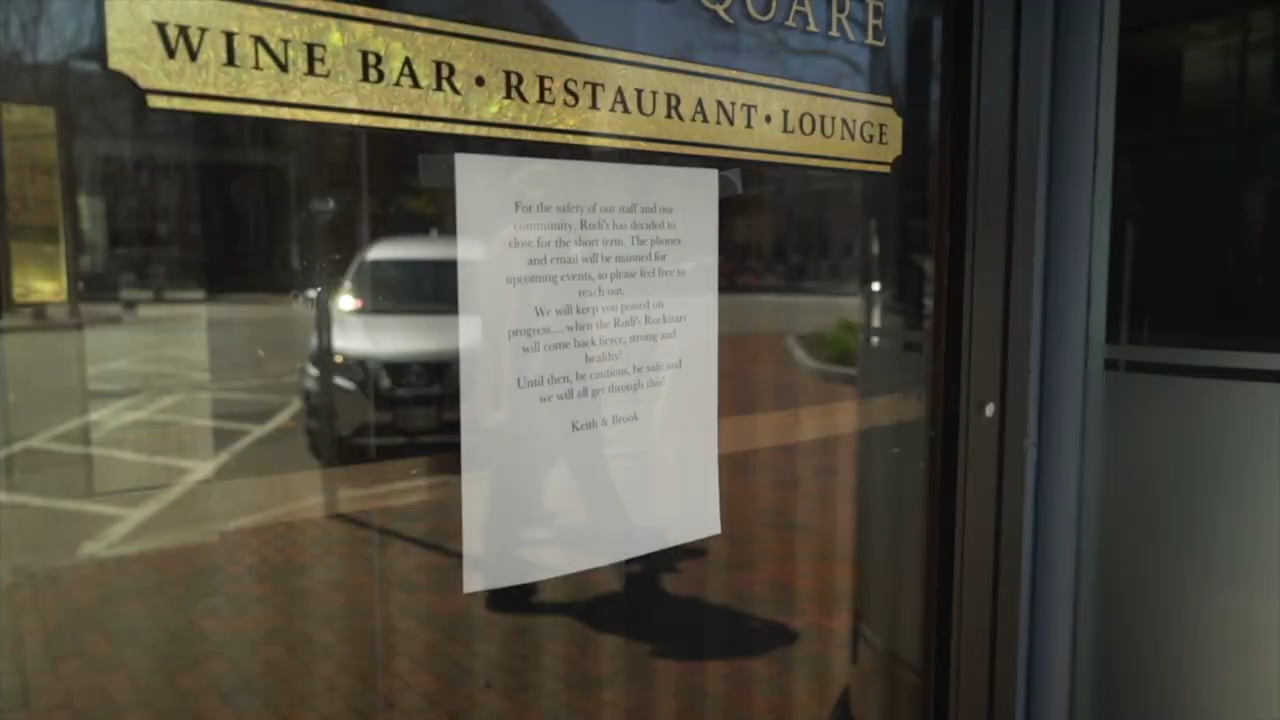 SQUARE
WINE BAR • RESTAURANT • LOUNGE
For the safety of our staff and our
community, Rudi's has decided to
close for the short term. The phones
and email will be manned for
upcoming events, so please feel free to
reach out.
We will keep you posted on
progress.... when the Rudi's Rockstars
will come back fierce, strong and
healthy!
Until then, be cautious, be safe and
we will all get through this!
Keith & Brook